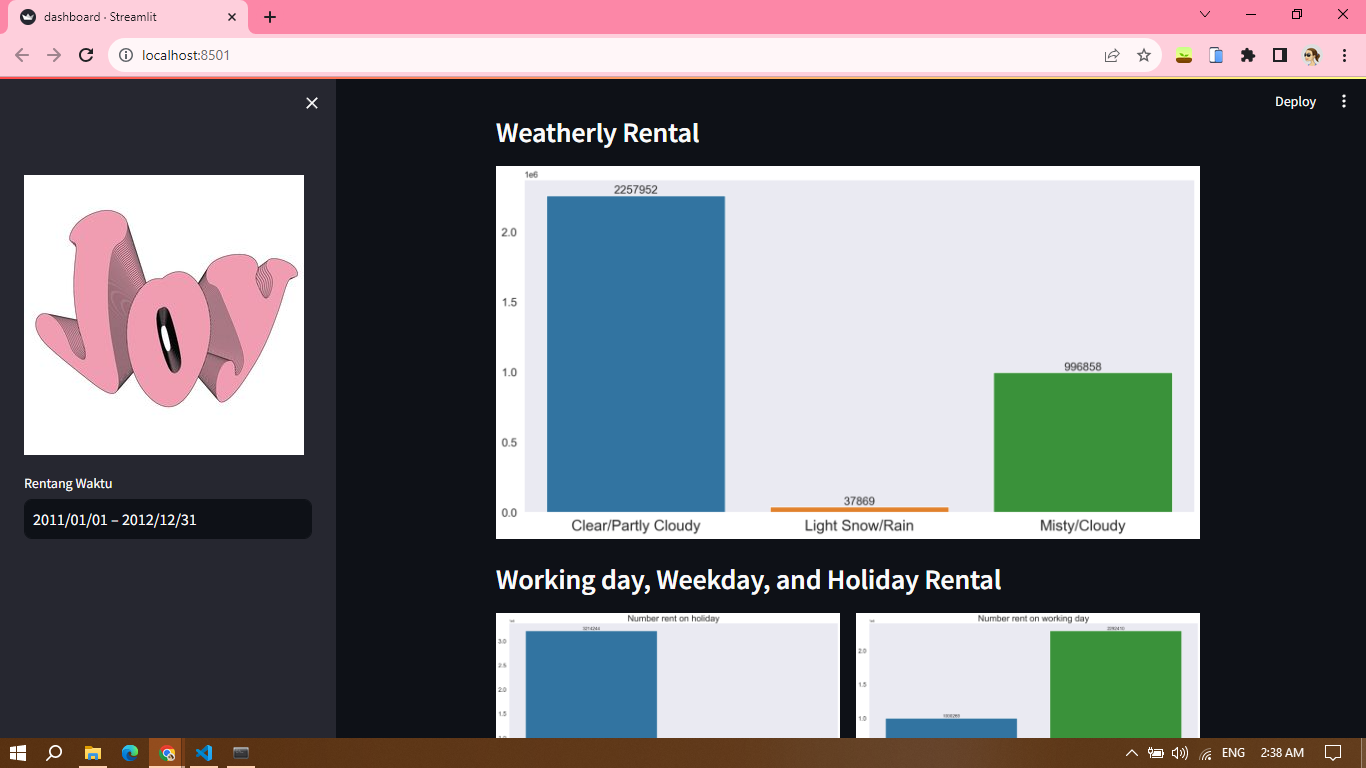 dashboard · Streamlit
localhost:8501
Deploy
Joy
Rentang Waktu
2011/01/01 – 2012/12/31
Weatherly Rental
1e6
2257952
2.0
1.5
996858
1.0
0.5
37869
0.0
Clear/Partly Cloudy
Light Snow/Rain
Misty/Cloudy
Working day, Weekday, and Holiday Rental
Number rent on holiday
3214244
3.0
2.5
2.0
1.5
Number rent on working day
2292410
2.0
1.5
1.0
ENG
2:38 AM